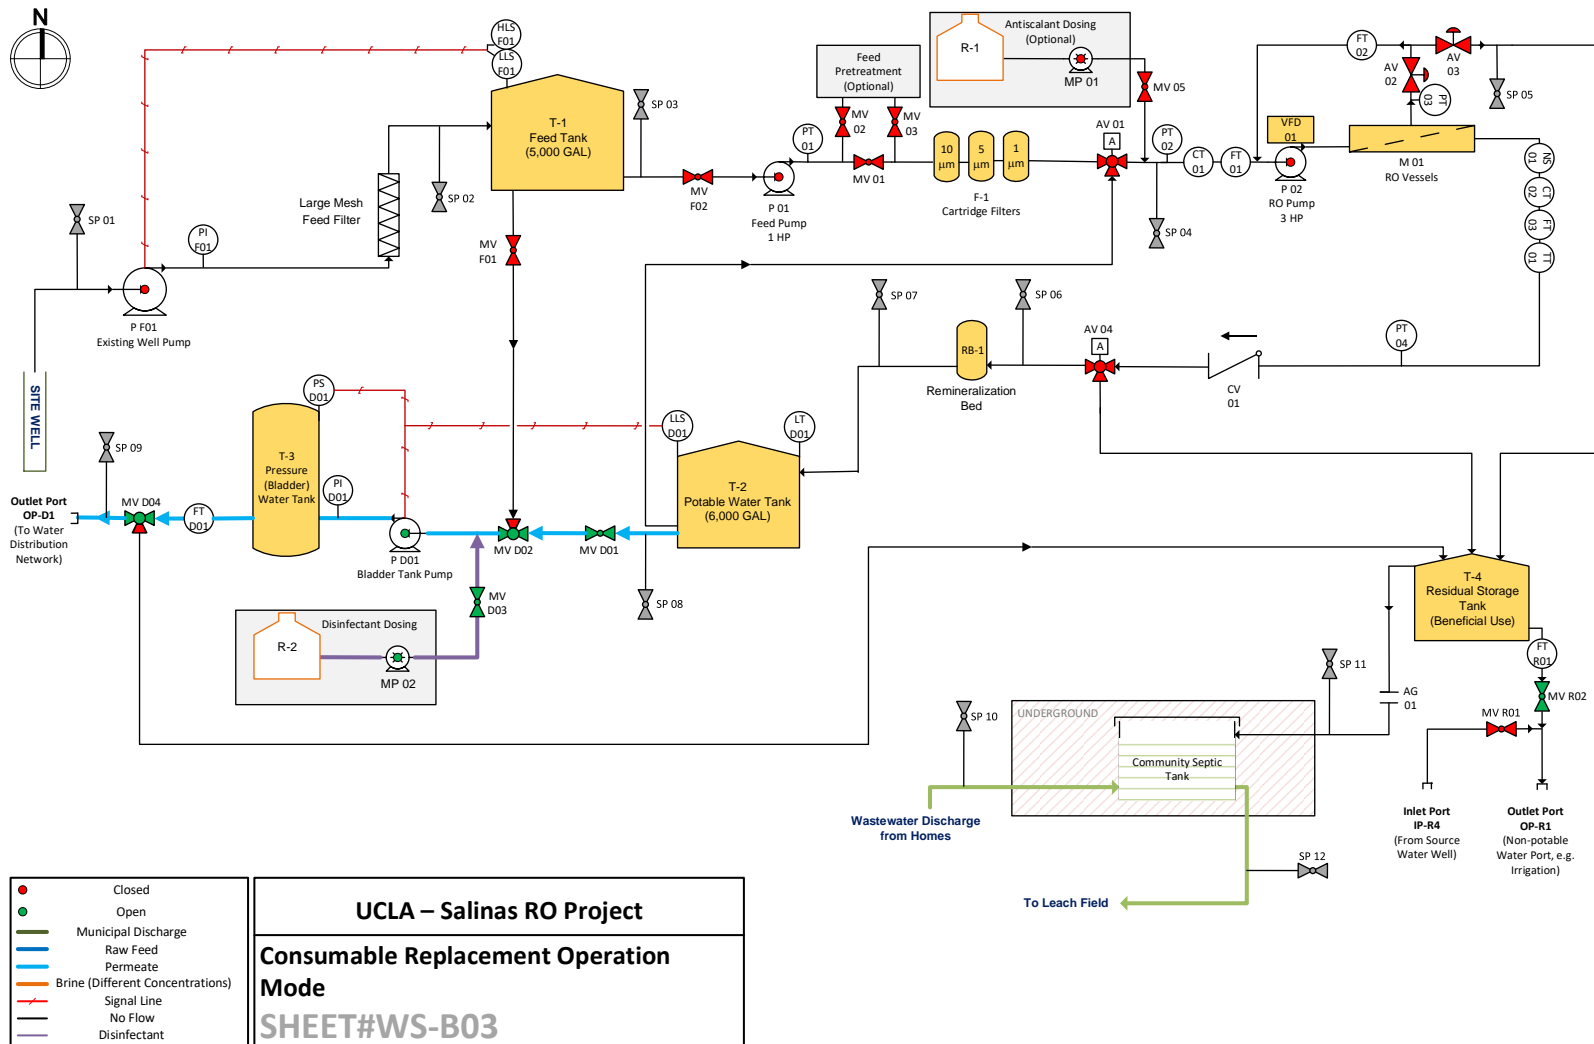 N
HLS
F01
LLS
F01
SP 03
SP 01
PI
F01
Large Mesh
Feed Filter
SP 02
P F01
Existing Well Pump
SITE WELL
T-1
Feed Tank
(5,000 GAL)
MV
F01
MV
F02
P 01
Feed Pump
1 HP
PT
01
Feed
Pretreatment
(Optional)
MV
02
MV
03
MV 01
R-1
Antiscalant Dosing
(Optional)
MP 01
MV 05
10
µm
5
µm
1
µm
F-1
Cartridge Filters
AV 01
A
PT
02
SP 04
CT
01
FT
01
VFD
01
P 02
RO Pump
3 HP
FT
02
AV
02
AV
03
PT
03
SP 05
M 01
RO Vessels
NS
01
CT
02
FT
03
TT
01
PT
04
CV
01
AV 04
A
SP 06
SP 07
RB-1
Remineralization
Bed
PS
D01
SP 09
Outlet Port
OP-D1
(To Water
Distribution
Network)
MV D04
FT
D01
T-3
Pressure
(Bladder)
Water Tank
PI
D01
P D01
Bladder Tank Pump
MV D02
MV D01
LLS
D01
LT
D01
T-2
Potable Water Tank
(6,000 GAL)
SP 08
MV
D03
Disinfectant Dosing
R-2
MP 02
T-4
Residual Storage
Tank
(Beneficial Use)
FT
R01
MV R02
MV R01
AG
01
SP 11
SP 10
UNDERGROUND
Community Septic
Tank
Wastewater Discharge
from Homes
SP 12
To Leach Field
Inlet Port
IP-R4
(From Source
Water Well)
Outlet Port
OP-R1
(Non-potable
Water Port, e.g.
Irrigation)
Closed
Open
Municipal Discharge
Raw Feed
Permeate
Brine (Different Concentrations)
Signal Line
No Flow
Disinfectant
UCLA – Salinas RO Project
Consumable Replacement Operation
Mode
SHEET#WS-B03